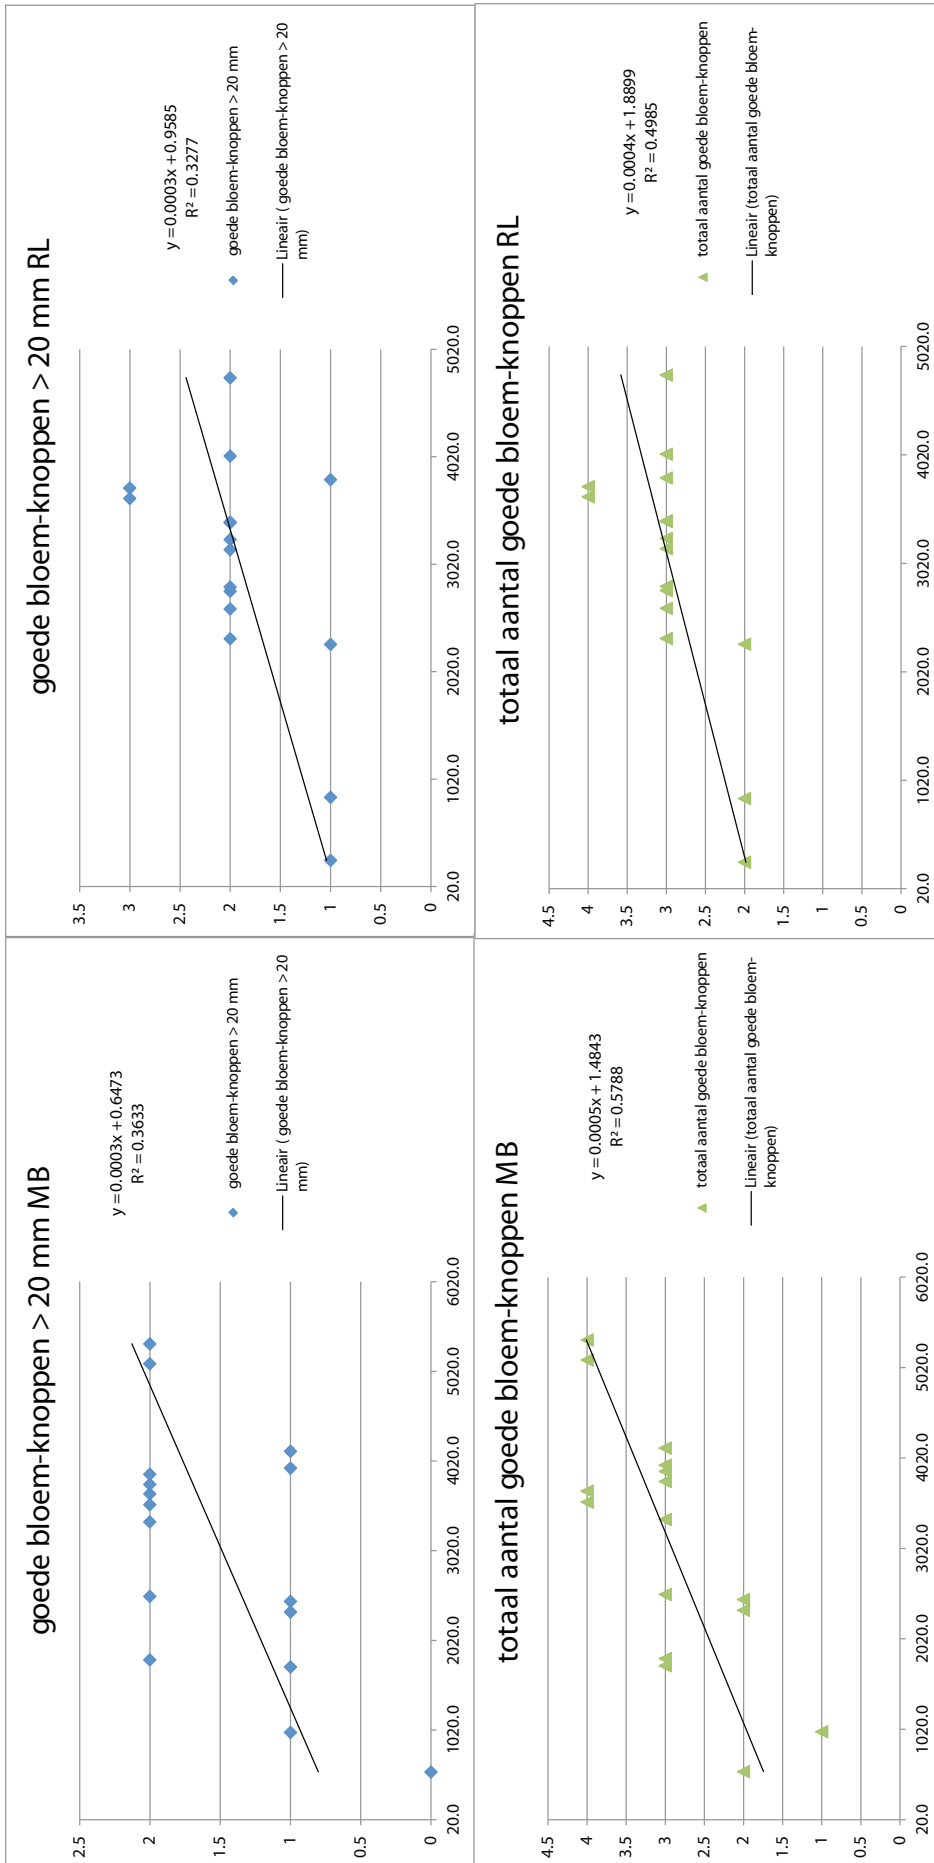 goede bloem-knoppen > 20 mm MB
2.5
2
1.5
1
0.5
0
20.0
1020.0
2020.0
3020.0
4020.0
5020.0
6020.0
y = 0.0003x + 0.6473
R² = 0.3633
goede bloem-knoppen > 20 mm
Lineair ( goede bloem-knoppen > 20
mm)
goede bloem-knoppen > 20 mm RL
3.5
3
2.5
2
1.5
1
0.5
0
20.0
1020.0
2020.0
3020.0
4020.0
5020.0
y = 0.0003x + 0.9585
R² = 0.3277
goede bloem-knoppen > 20 mm
Lineair ( goede bloem-knoppen > 20
mm)
totaal aantal goede bloem-knoppen MB
4.5
4
3.5
3
2.5
2
1.5
1
0.5
0
20.0
1020.0
2020.0
3020.0
4020.0
5020.0
6020.0
y = 0.0005x + 1.4843
R² = 0.5788
totaal aantal goede bloem-knoppen
Lineair (totaal aantal goede bloem-
knoppen)
totaal aantal goede bloem-knoppen RL
4.5
4
3.5
3
2.5
2
1.5
1
0.5
0
20.0
1020.0
2020.0
3020.0
4020.0
5020.0
y = 0.0004x + 1.8899
R² = 0.4985
totaal aantal goede bloem-knoppen
Lineair (totaal aantal goede bloem-
knoppen)